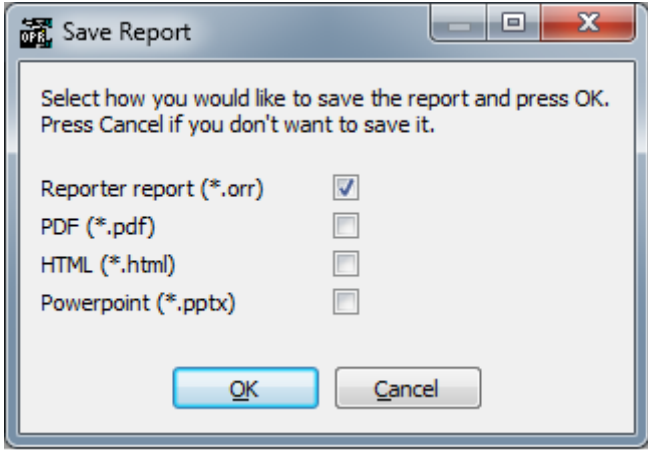 OPR
Save Report
Select how you would like to save the report and press OK.
Press Cancel if you don't want to save it.
Reporter report (*.orr)
PDF (*.pdf)
HTML (*.html)
Powerpoint (*.pptx)
OK
Cancel